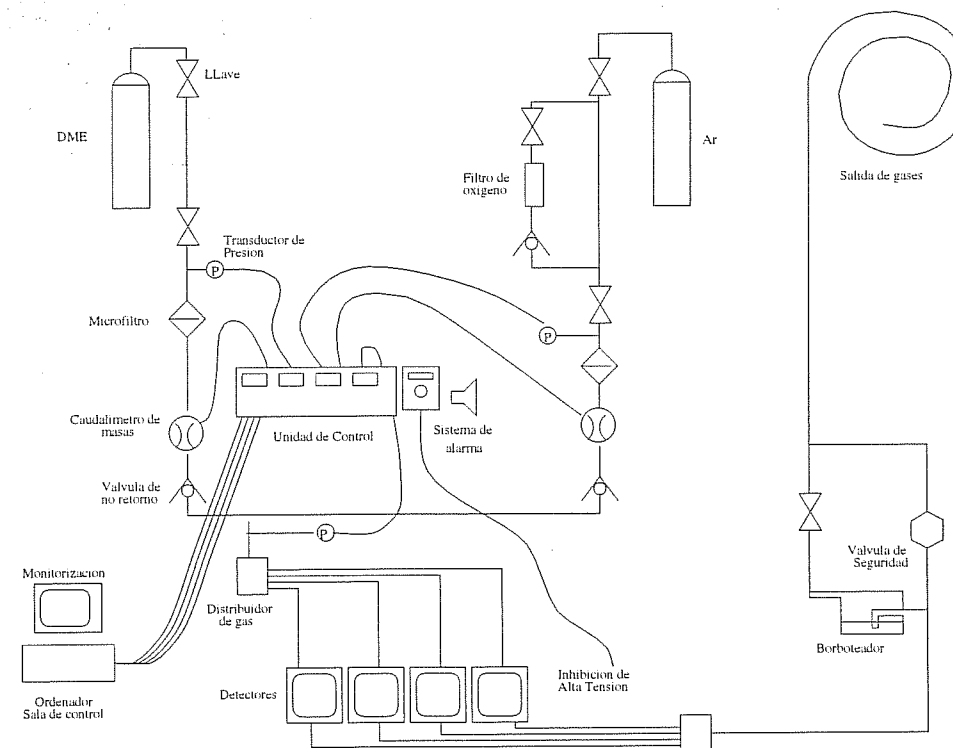 LLave
DME
Ar
Filtro de
oxigeno
Salida de gases
Transductor de
Presion
P
Microfiltro
P
Caudalimetro de
masas
Unidad de Control
Sistema de
alarma
Valvula de
no retorno
P
Valvula de
Seguridad
Monitorizacion
Distribuidor
de gas
Borboteador
Detectores
Inhibicion de
Alta Tension
Ordenador
Sala de control